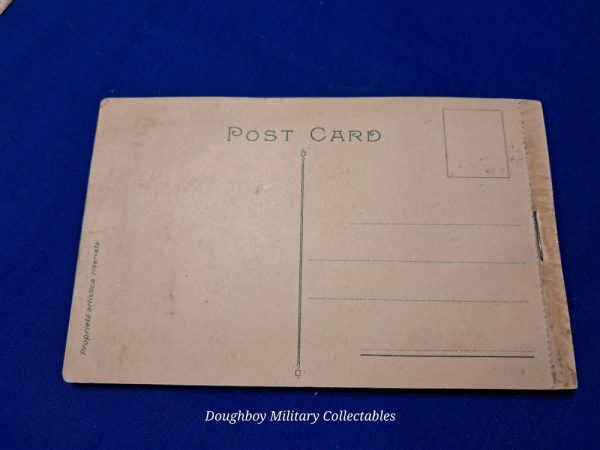 POST CARD
Proprietà artistica riservata
Doughboy Military Collectables